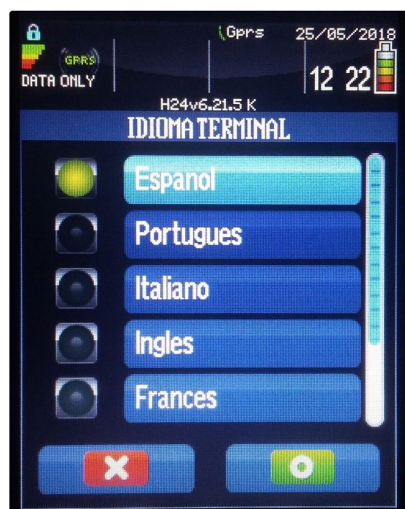 Gprs 25/05/2018
GPRS
DATA ONLY
12 22
H24v6.21.5 K
IDIOMA TERMINAL
Espanol
Portugues
Italiano
Ingles
Frances